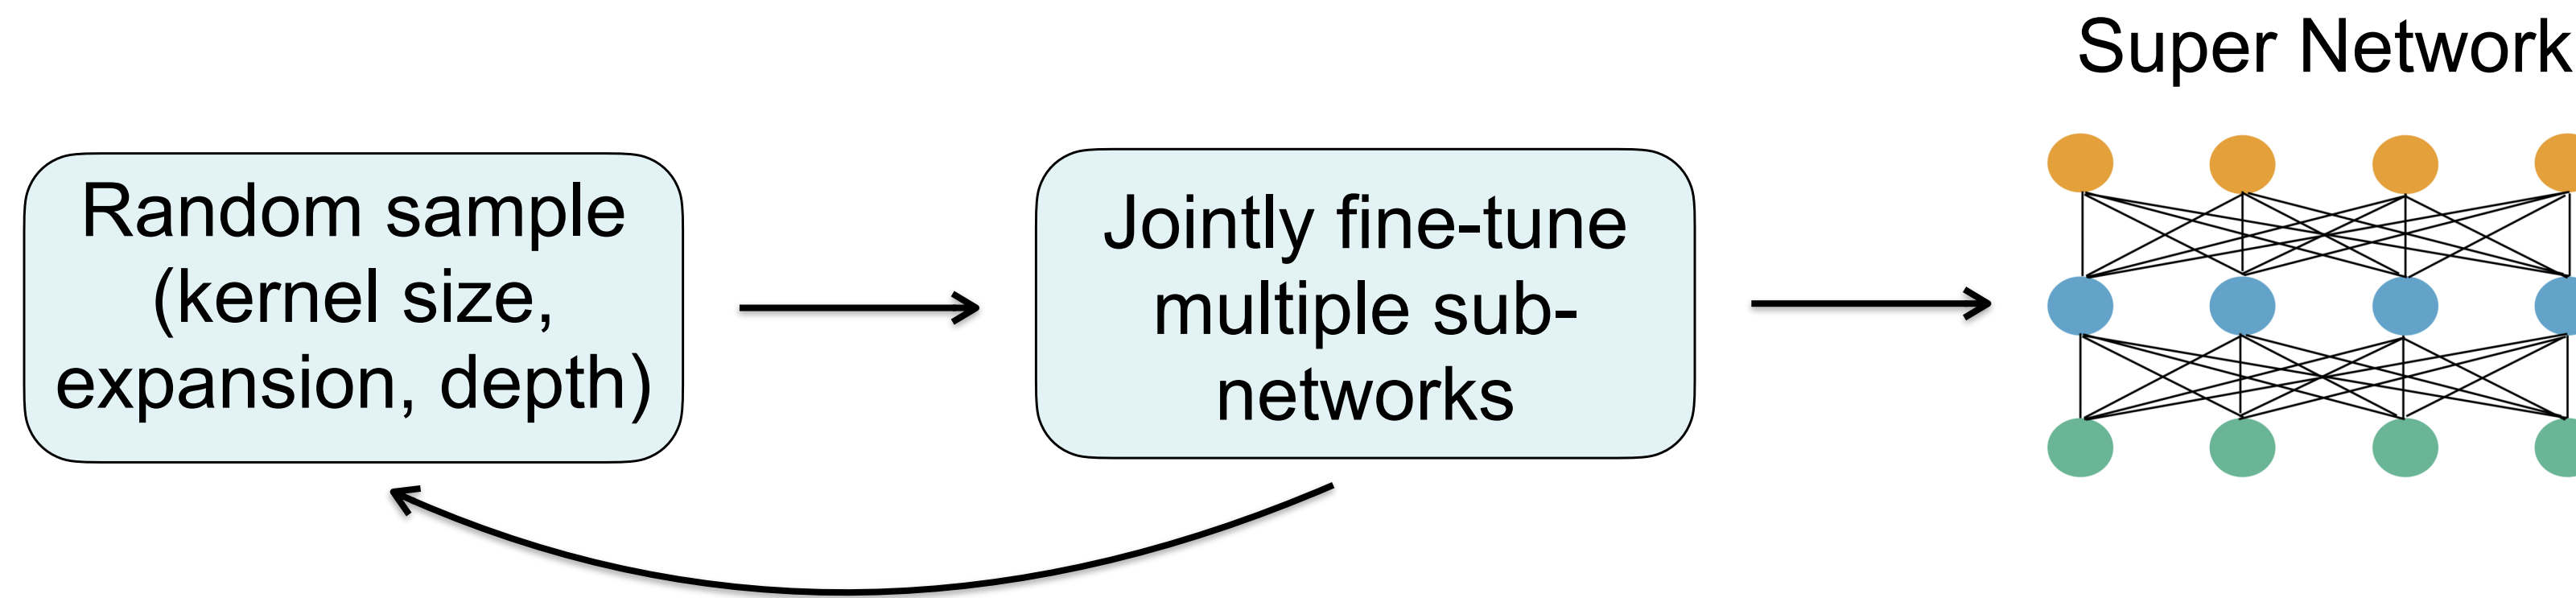 Super Network
Random sample
(kernel size,
expansion, depth)
Jointly fine-tune
multiple sub-
networks